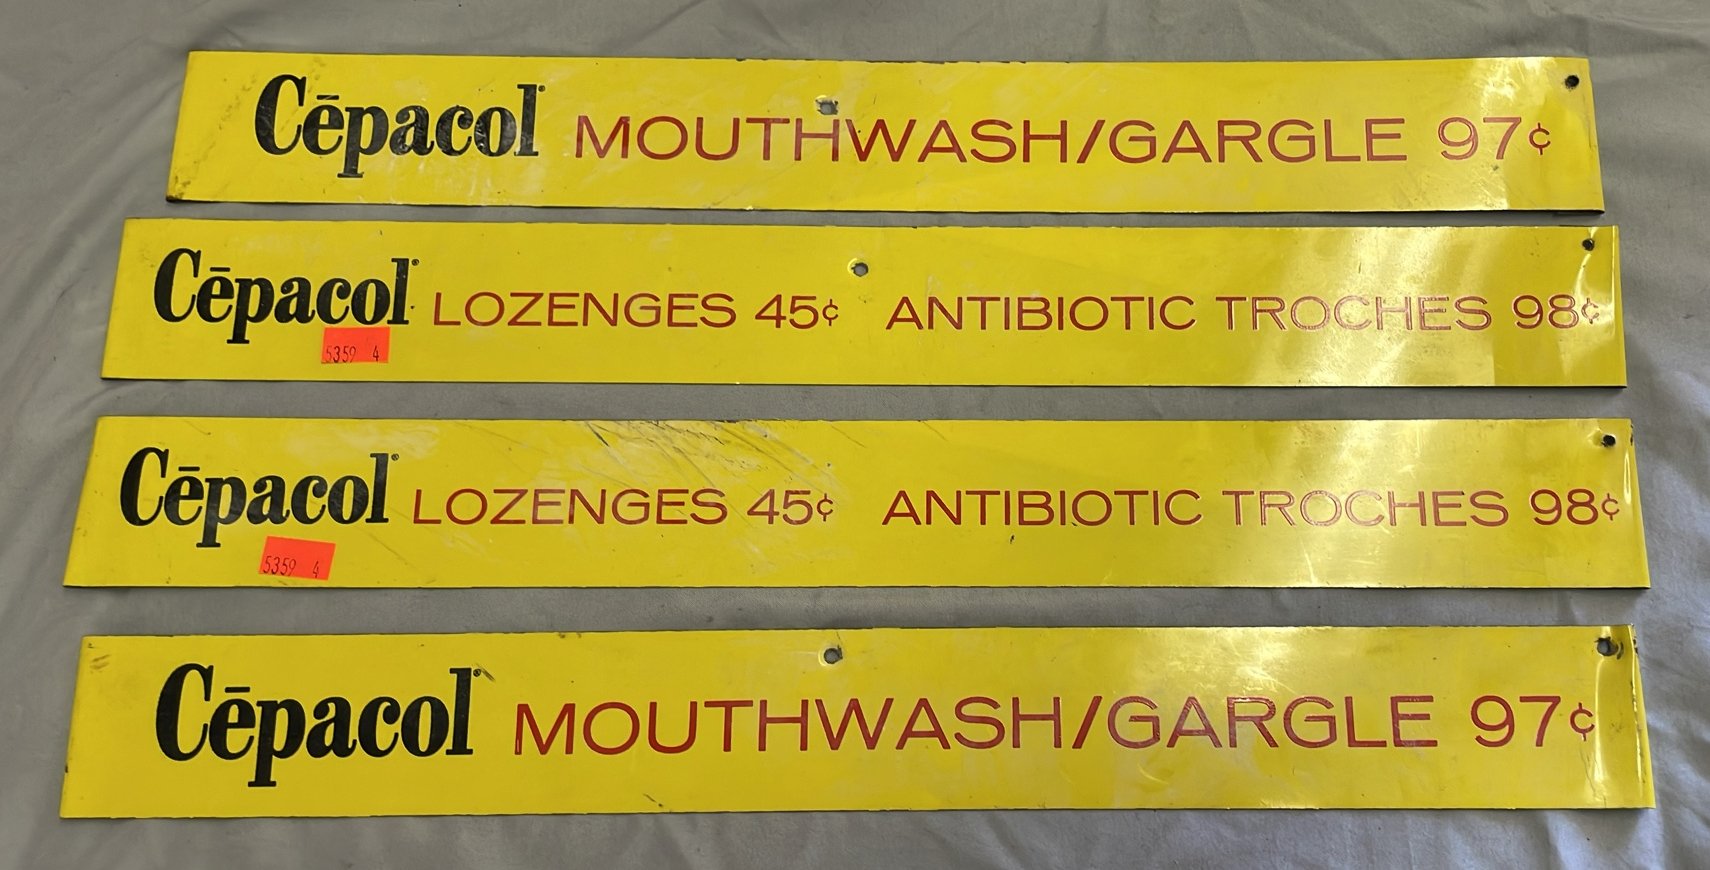 Cēpacol® MOUTHWASH/GARGLE 97¢
Cēpacol® LOZENGES 45¢ ANTIBIOTIC TROCHES 98¢
5359 4
Cēpacol® LOZENGES 45¢ ANTIBIOTIC TROCHES 98¢
5359 4
Cēpacol® MOUTHWASH/GARGLE 97¢